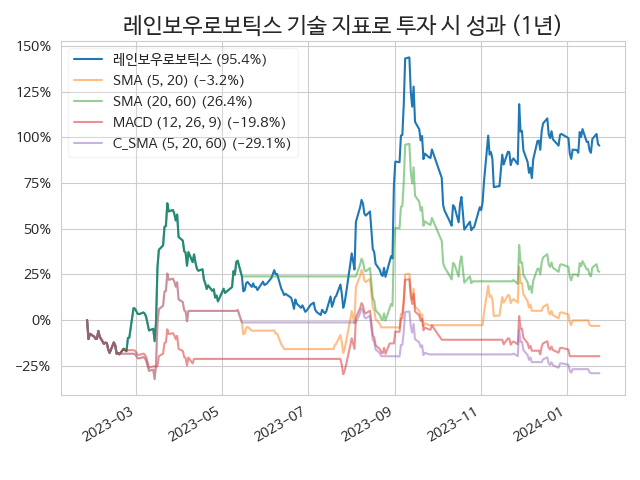 레인보우로보틱스 기술 지표로 투자 시 성과 (1년)
150%
125%
100%
75%
50%
25%
0%
−25%
레인보우로보틱스 (95.4%)
SMA (5, 20) (−3.2%)
SMA (20, 60) (26.4%)
MACD (12, 26, 9) (−19.8%)
C_SMA (5, 20, 60) (−29.1%)
2023−03
2023−05
2023−07
2023−09
2023−11
2024−01